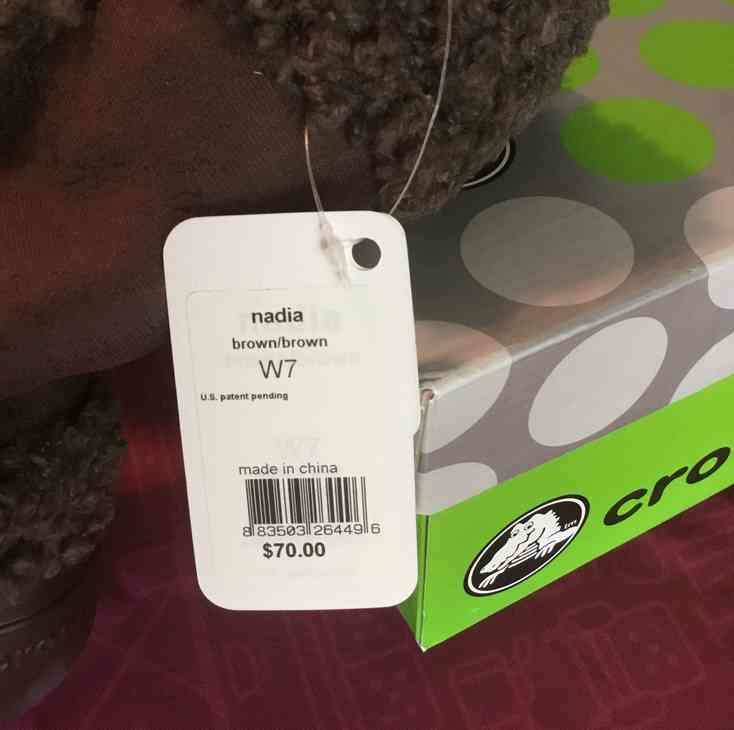 nadia
brown/brown
W7
U.S. patent pending
made in china
8 83503 26449 6
$70.00
cro